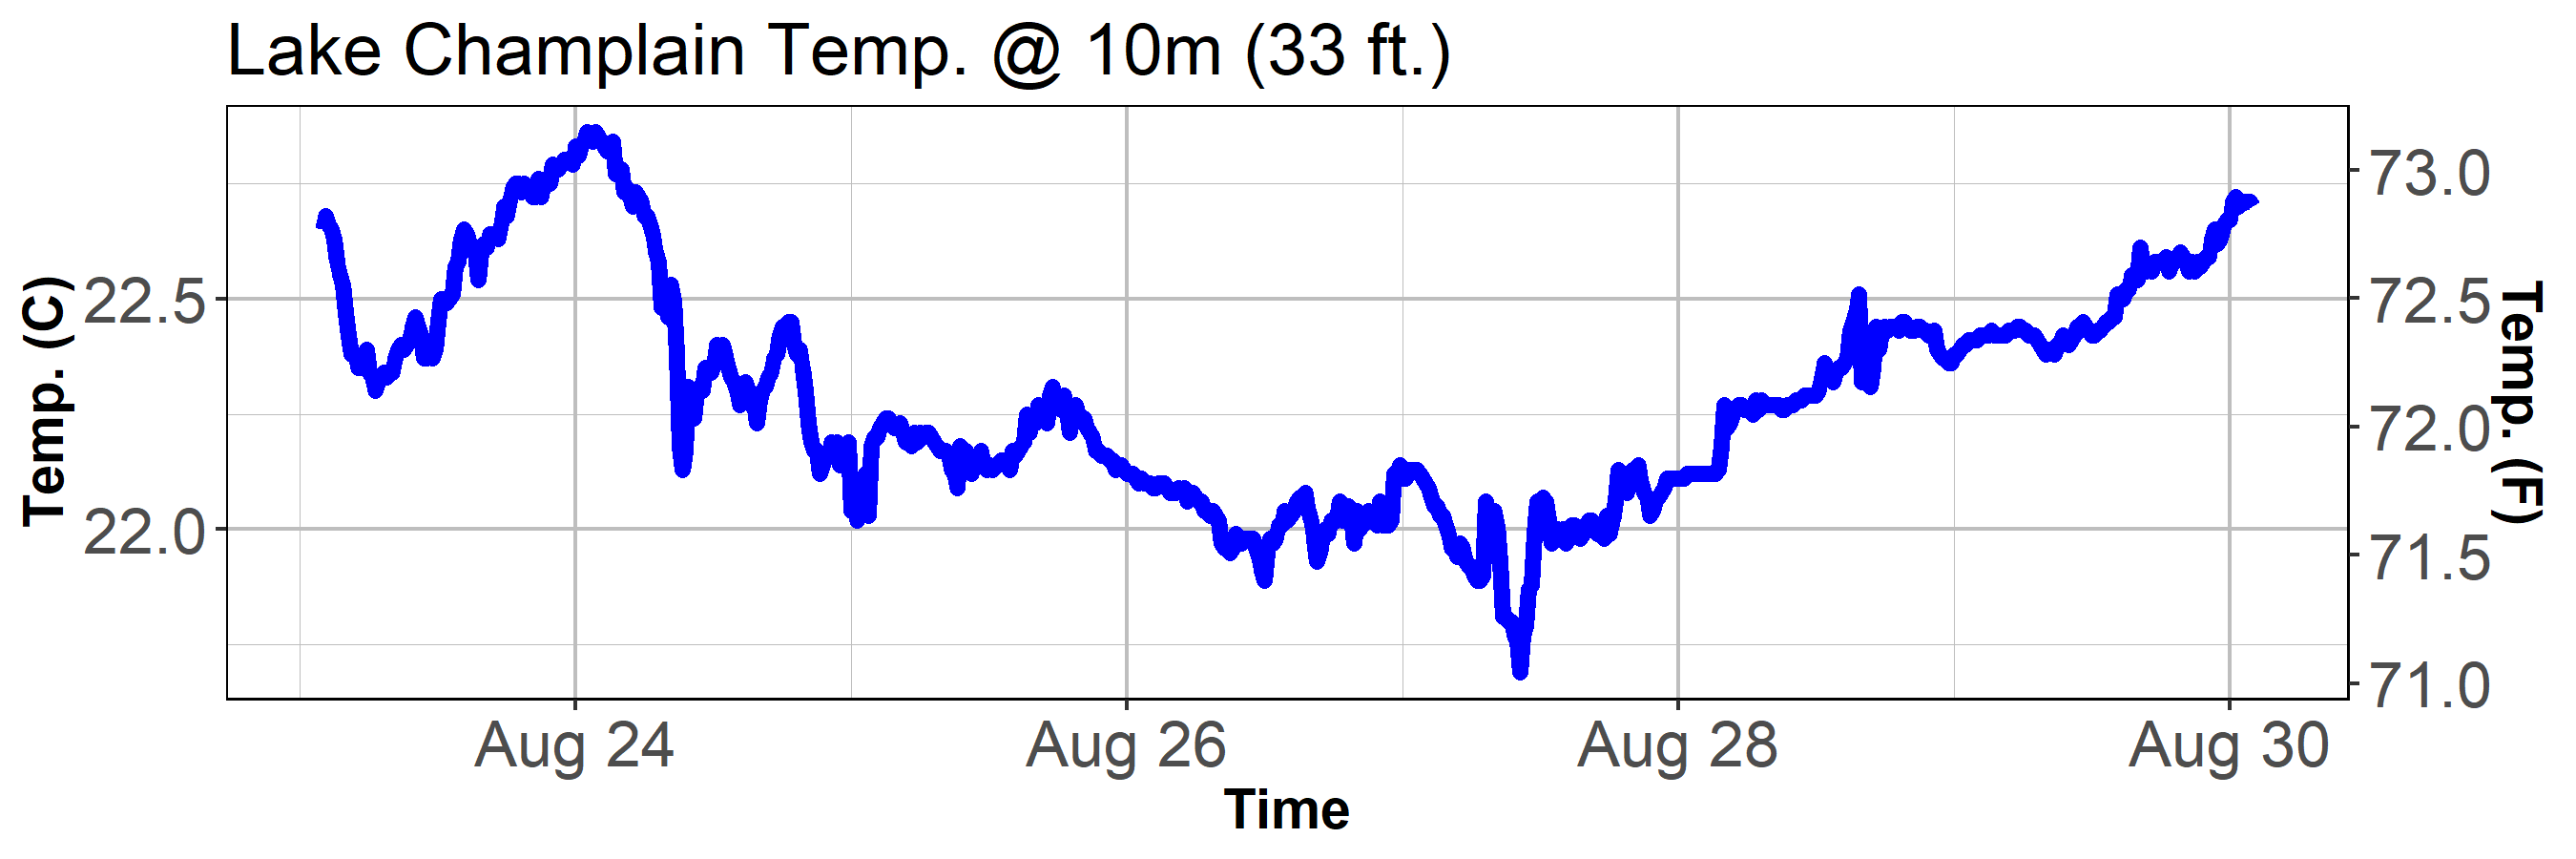 Lake Champlain Temp. @ 10m (33 ft.)
Temp. (C)
22.5
22.0
73.0
72.5
72.0
71.5
71.0
Temp. (F)
Aug 24 Aug 26 Aug 28 Aug 30
Time